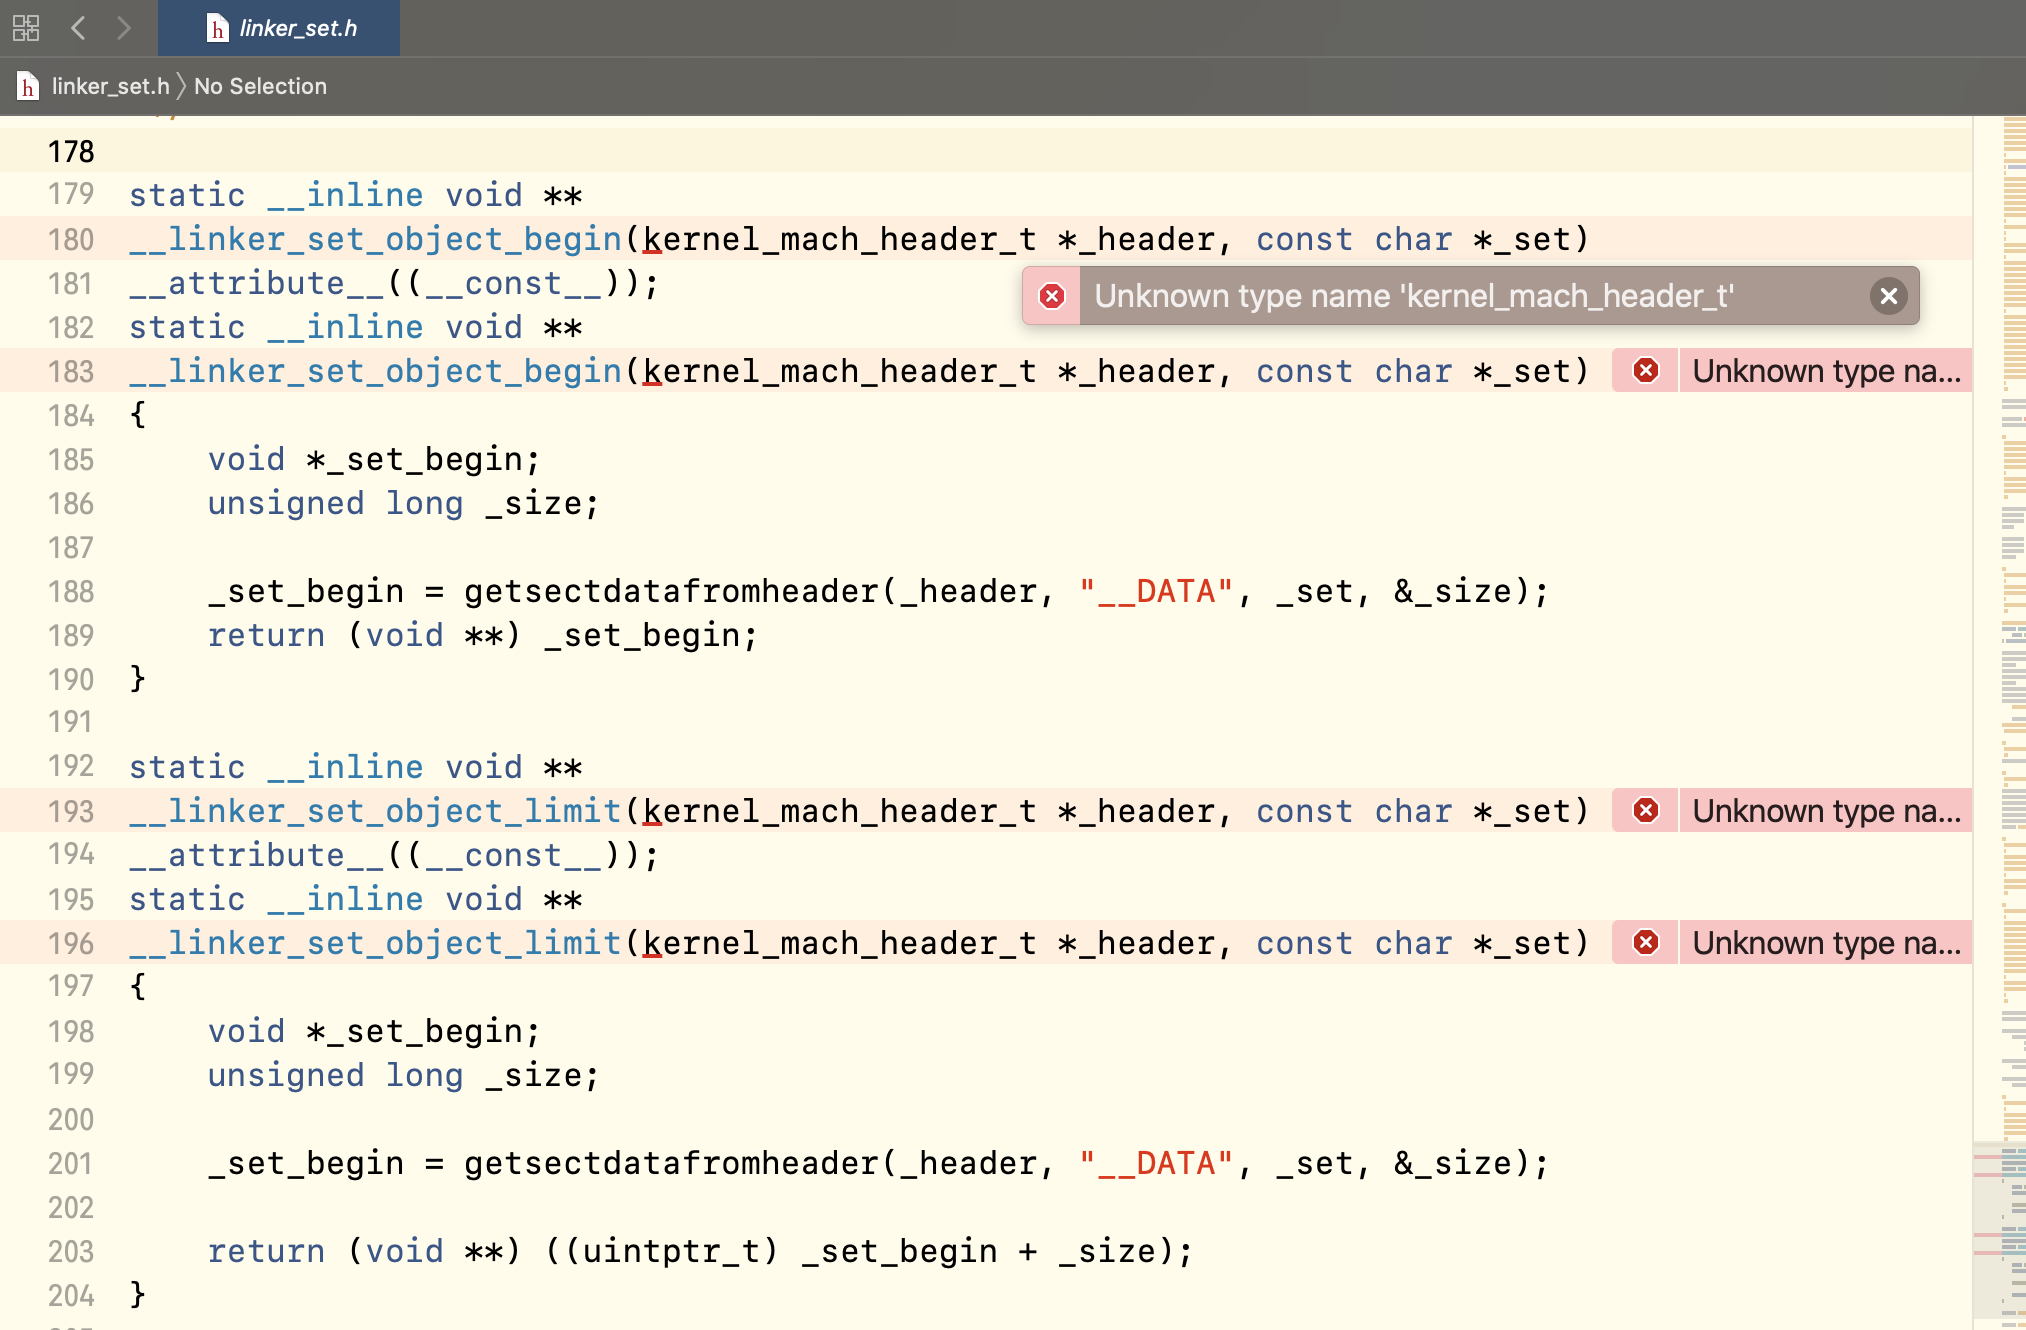 linker_set.h
linker_set.h 〉 No Selection
178
179 static __inline void **
180 __linker_set_object_begin(kernel_mach_header_t *_header, const char *_set)
181 __attribute__((__const__));
Unknown type name 'kernel_mach_header_t'
182 static __inline void **
183 __linker_set_object_begin(kernel_mach_header_t *_header, const char *_set) Unknown type na...
184 {
185 void *_set_begin;
186 unsigned long _size;
187
188 _set_begin = getsectdatafromheader(_header, "__DATA", _set, &_size);
189 return (void **) _set_begin;
190 }
191
192 static __inline void **
193 __linker_set_object_limit(kernel_mach_header_t *_header, const char *_set) Unknown type na...
194 __attribute__((__const__));
195 static __inline void **
196 __linker_set_object_limit(kernel_mach_header_t *_header, const char *_set) Unknown type na...
197 {
198 void *_set_begin;
199 unsigned long _size;
200
201 _set_begin = getsectdatafromheader(_header, "__DATA", _set, &_size);
202
203 return (void **) ((uintptr_t) _set_begin + _size);
204 }